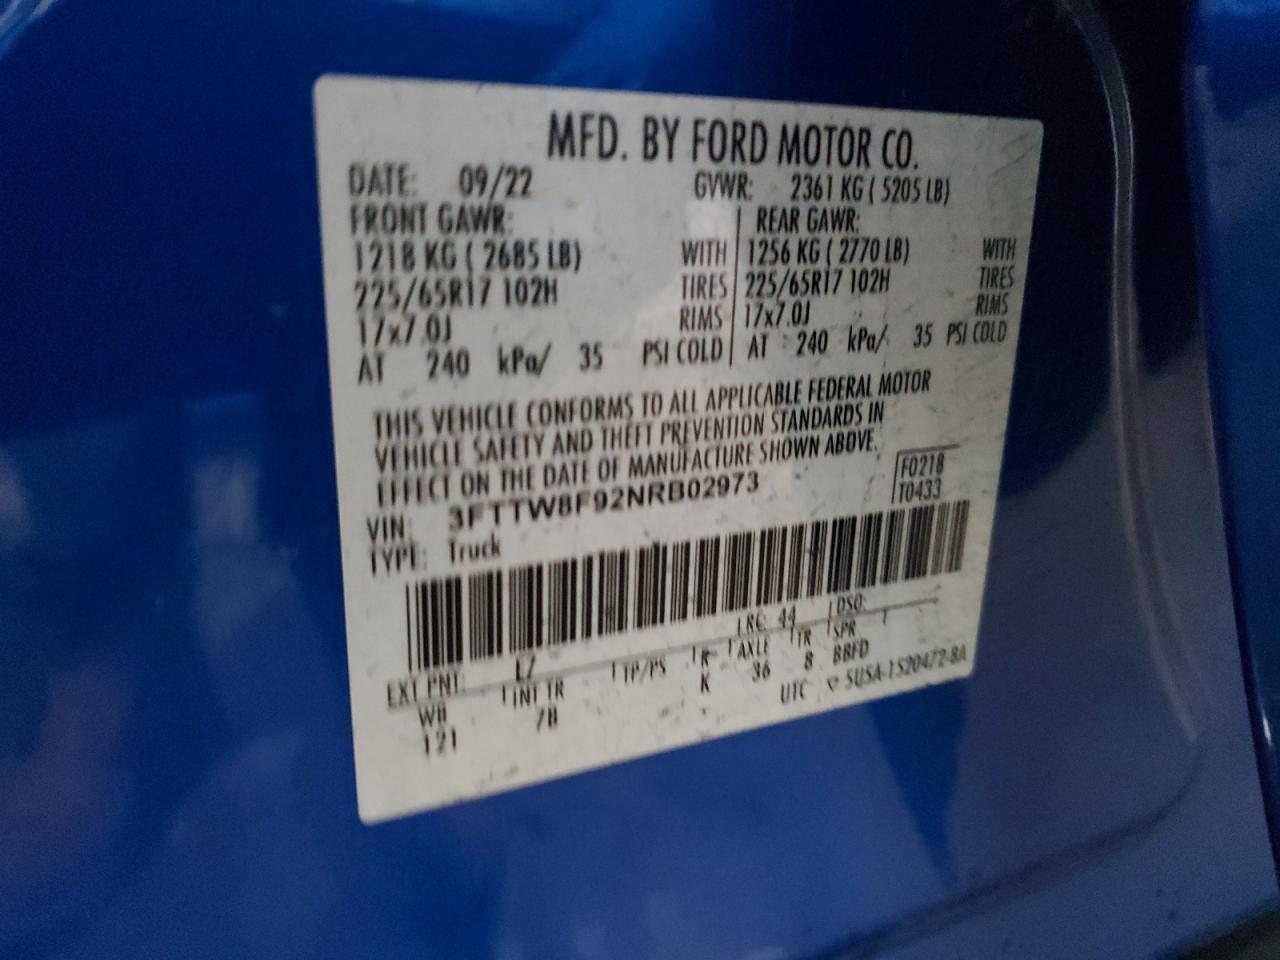 MFD. BY FORD MOTOR CO.
DATE: 09/22 GVWR: 2361 KG ( 5205 LB)
FRONT GAWR: REAR GAWR:
1218 KG ( 2685 LB) WITH 1256 KG ( 2770 LB) WITH
225/65R17 102H TIRES 225/65R17 102H TIRES
17x7.0J RIMS 17x7.0J RIMS
AT 240 kPa/ 35 PSI COLD AT 240 kPa/ 35 PSI COLD
THIS VEHICLE CONFORMS TO ALL APPLICABLE FEDERAL MOTOR
VEHICLE SAFETY AND THEFT PREVENTION STANDARDS IN
EFFECT ON THE DATE OF MANUFACTURE SHOWN ABOVE.
F0218
T0433
VIN: 3FTTW8F92NRB02973
TYPE: Truck
EXT PNT: RC: 44 DSO:
WB INT TR TP/PS R AXLE TR SPR
121 7B K 36 8 BBFD
UTC ▽ 5USA-1520472-BA